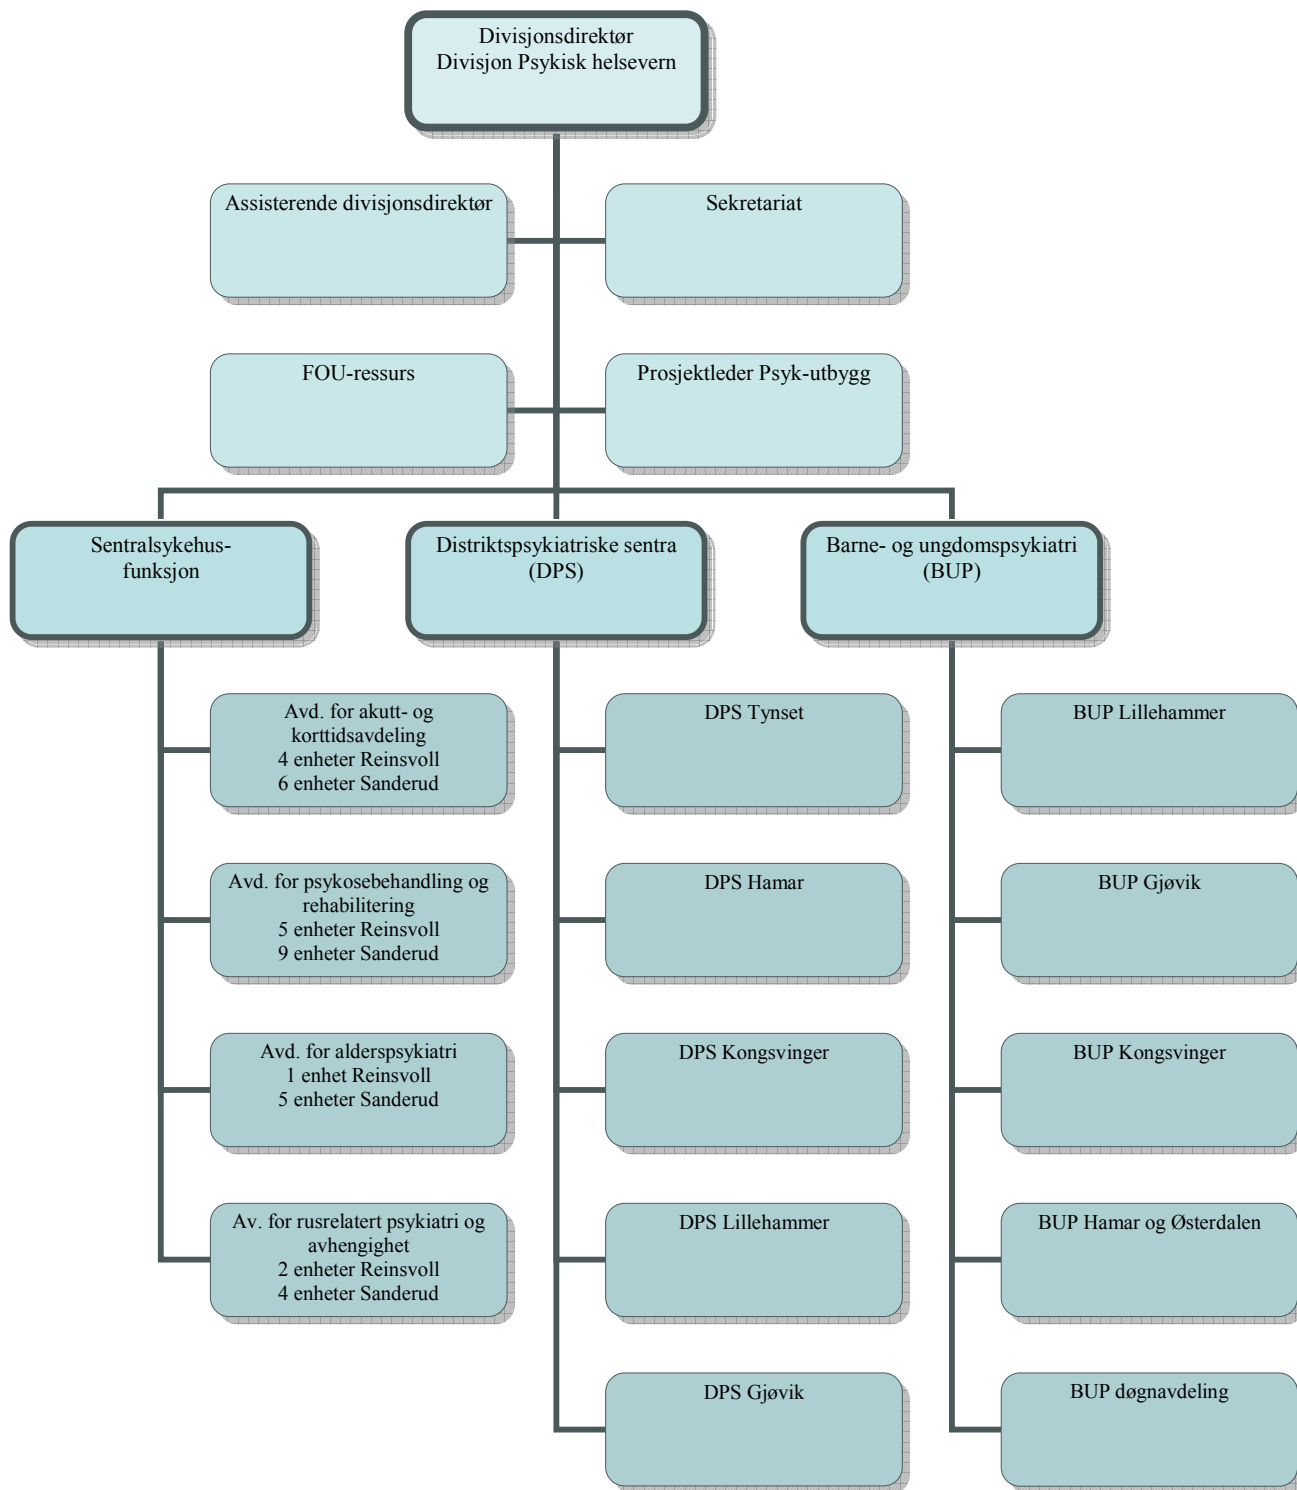 Divisjonsdirektør
Divisjon Psykisk helsevern
Assisterende divisjonsdirektør
Sekretariat
FOU-ressurs
Prosjektleder Psyk-utbygg
Sentralsykehus-
funksjon
Distriktspsykiatriske sentra
(DPS)
Barne- og ungdomspsykiatri
(BUP)
Avd. for akutt- og
korttidsavdeling
4 enheter Reinsvoll
6 enheter Sanderud
Avd. for psykosebehandling og
rehabilitering
5 enheter Reinsvoll
9 enheter Sanderud
Avd. for alderspsykiatri
1 enhet Reinsvoll
5 enheter Sanderud
Av. for rusrelatert psykiatri og
avhengighet
2 enheter Reinsvoll
4 enheter Sanderud
DPS Tynset
DPS Hamar
DPS Kongsvinger
DPS Lillehammer
DPS Gjøvik
BUP Lillehammer
BUP Gjøvik
BUP Kongsvinger
BUP Hamar og Østerdalen
BUP døgnavdeling